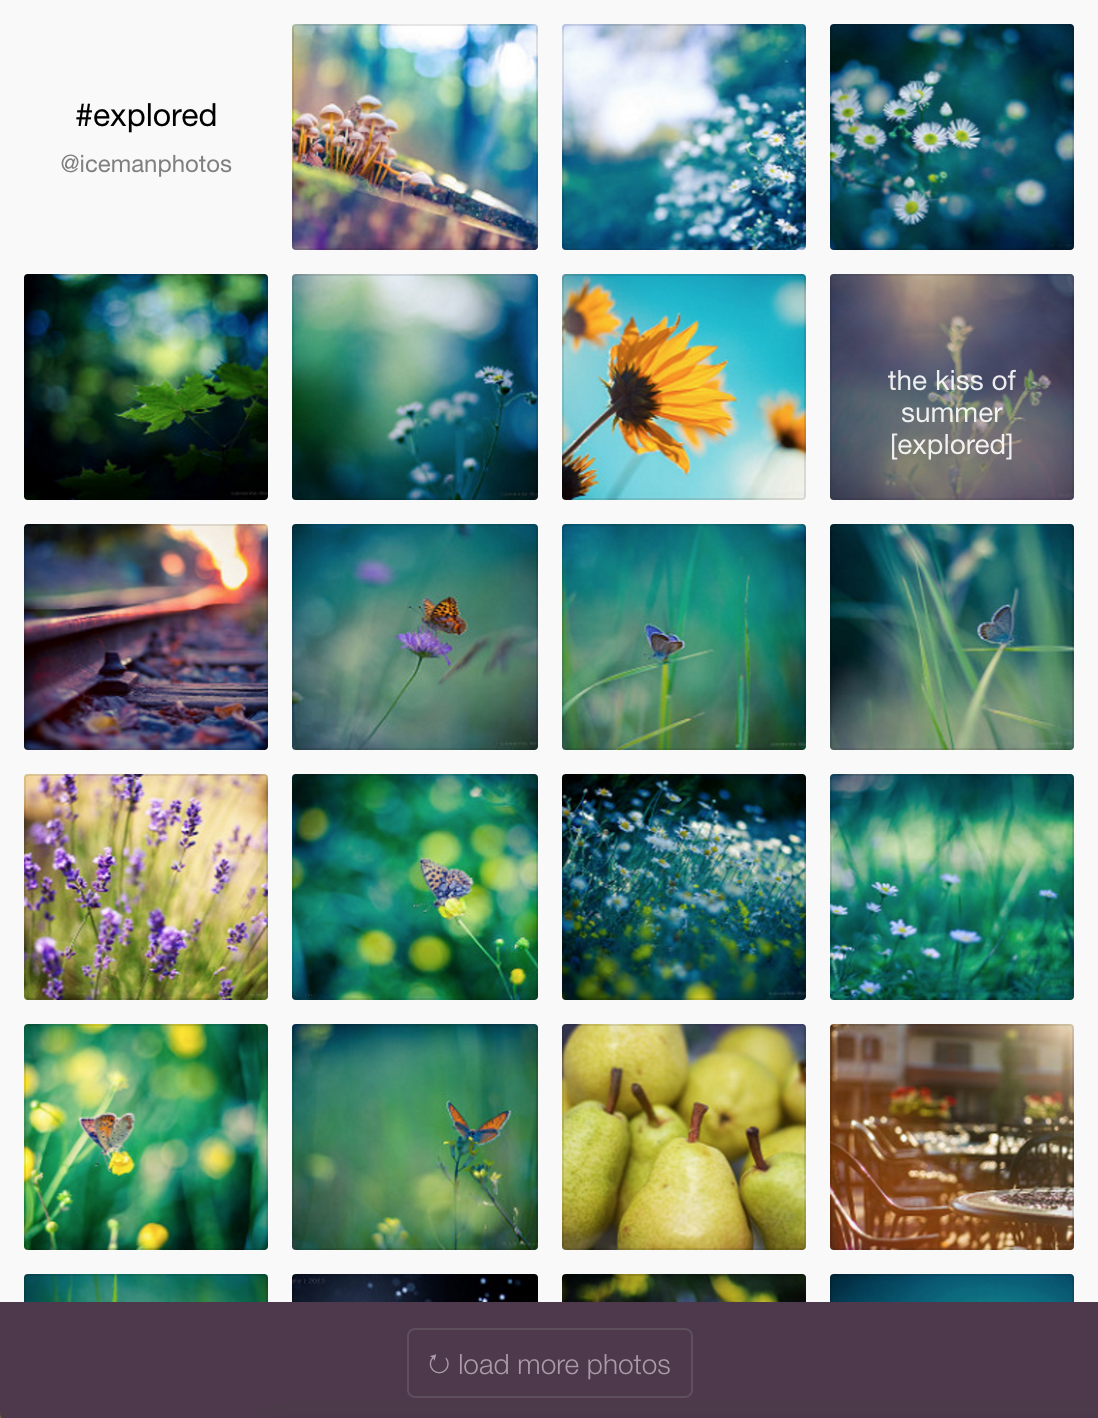 #explored
@icemanphotos
the kiss of
summer
[explored]
load more photos